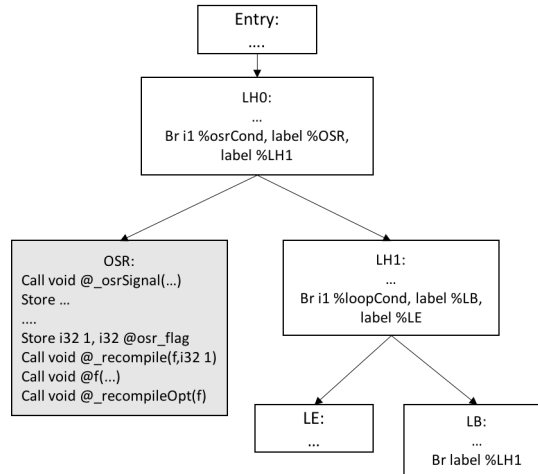 Entry:
....
LH0:
...
Br i1 %osrCond, label %OSR,
label %LH1
OSR:
Call void @_osrSignal(...)
Store ...
....
Store i32 1, i32 @osr_flag
Call void @_recompile(f,i32 1)
Call void @f(...)
Call void @_recompileOpt(f)
LH1:
...
Br i1 %loopCond, label %LB,
label %LE
LE:
...
LB:
...
Br label %LH1